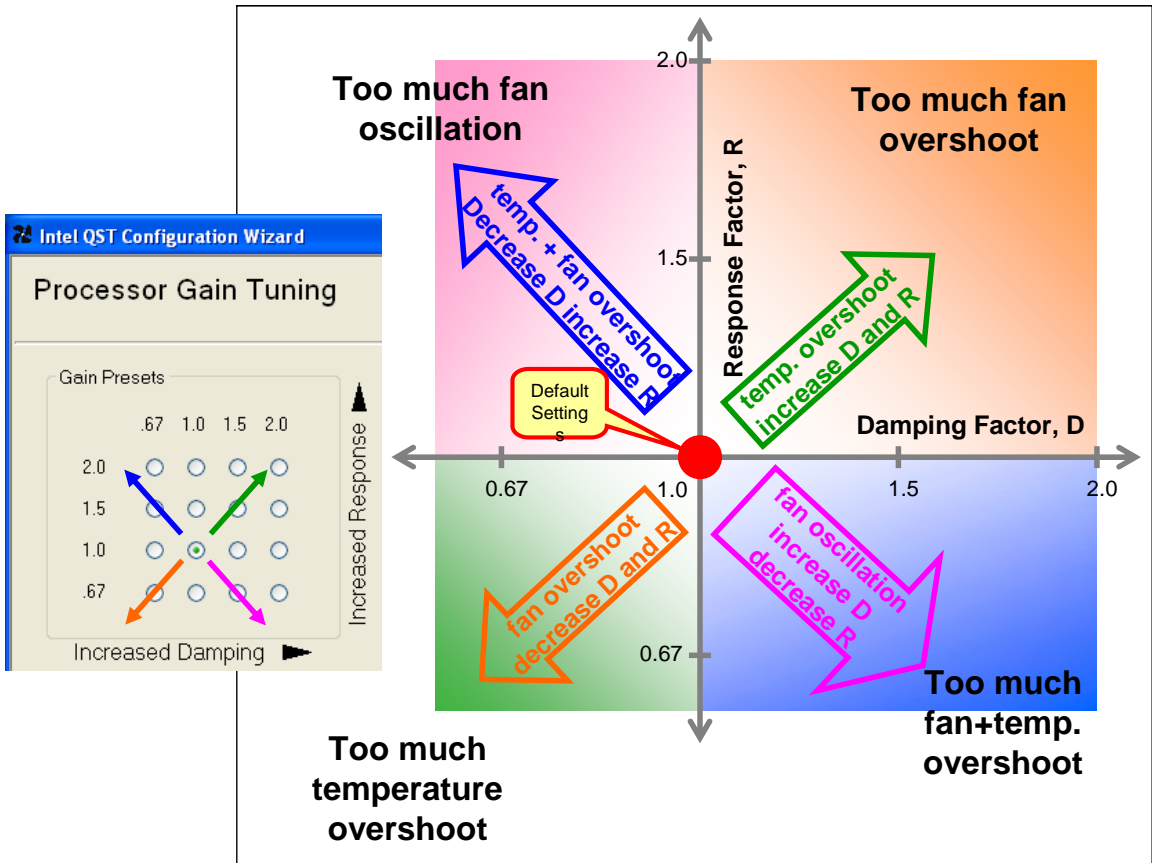 Intel QST Configuration Wizard
Processor Gain Tuning
Gain Presets
.67 1.0 1.5 2.0
2.0
1.5
1.0
.67
Increased Response
Increased Damping
2.0
1.5
0.67
0.67
1.0
1.5
2.0
Response Factor, R
Damping Factor, D
Too much fan
oscillation
Too much fan
overshoot
temp. + fan overshoot
Decrease D increase R
temp. overshoot
increase D and R
Default
Setting
s
fan overshoot
decrease D and R
fan oscillation
increase D
decrease R
Too much
temperature
overshoot
Too much
fan+temp.
overshoot